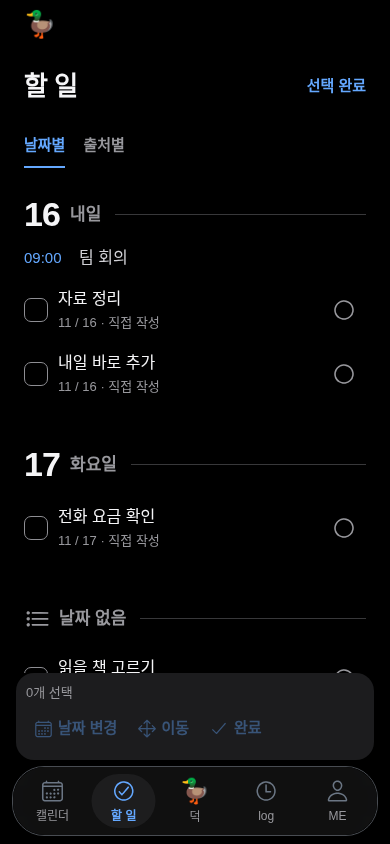 할 일
선택 완료
날짜별 출처별
16 내일
09:00 팀 회의
자료 정리
11 / 16 · 직접 작성
내일 바로 추가
11 / 16 · 직접 작성
17 화요일
전화 요금 확인
11 / 17 · 직접 작성
날짜 없음
읽을 책 고르기
0개 선택
날짜 변경 이동 완료
캘린더 할 일 덕 log ME